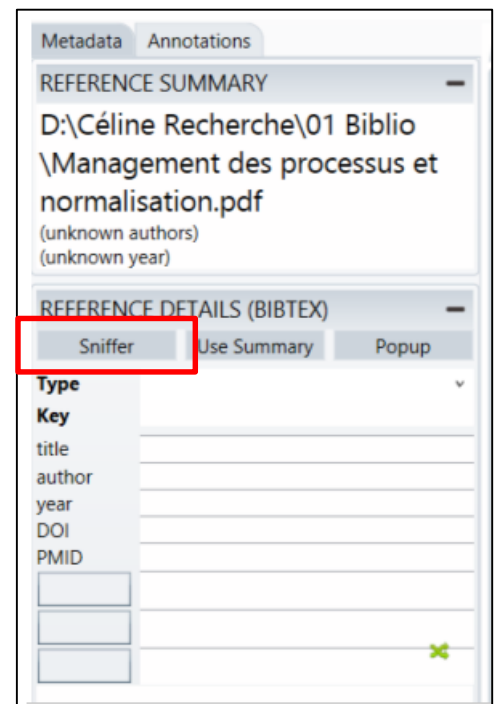 Metadata Annotations
REFERENCE SUMMARY
D:\Céline Recherche\01 Biblio
\Management des processus et
normalisation.pdf
(unknown authors)
(unknown year)
REFERENCE DETAILS (BIBTEX)
Sniffer Use Summary Popup
Type
Key
title
author
year
DOI
PMID